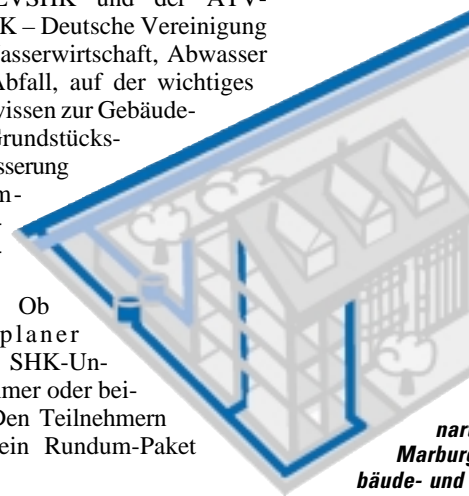 ZVSHK und der ATV-
K – Deutsche Vereinigung
asserwirtschaft, Abwasser
Abfall, auf der wichtiges
wissen zur Gebäude-
Grundstücks-
sserung
m-
Ob
planer
SHK-Un-
mer oder bei-
Den Teilnehmern
ein Rundum-Paket
nar
Marburg
bäude- und